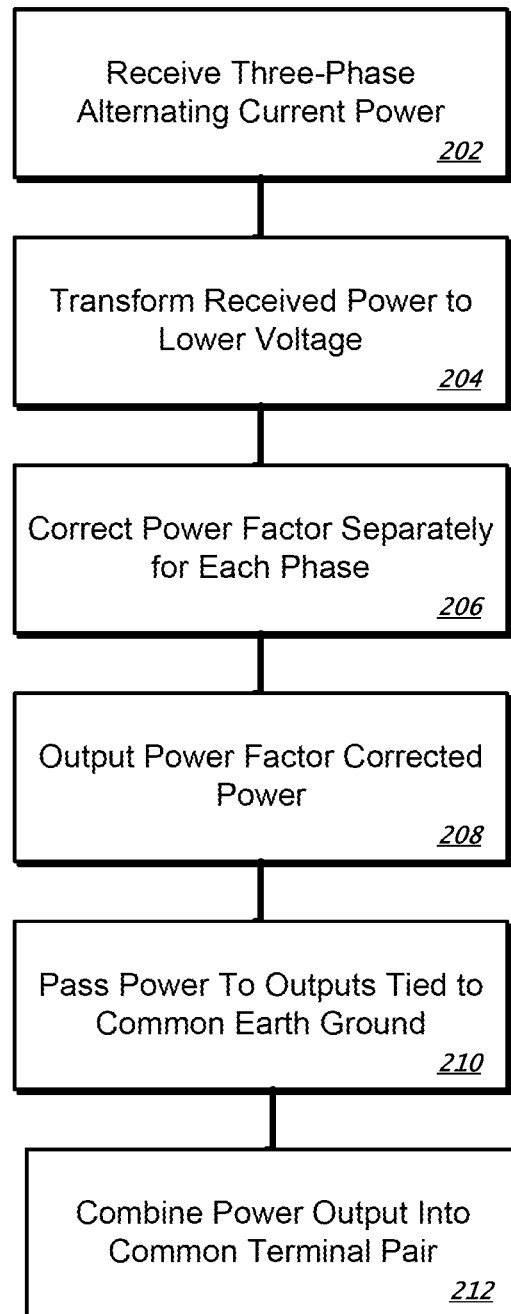 Receive Three-Phase
Alternating Current Power
202
Transform Received Power to
Lower Voltage
204
Correct Power Factor Separately
for Each Phase
206
Output Power Factor Corrected
Power
208
Pass Power To Outputs Tied to
Common Earth Ground
210
Combine Power Output Into
Common Terminal Pair
212